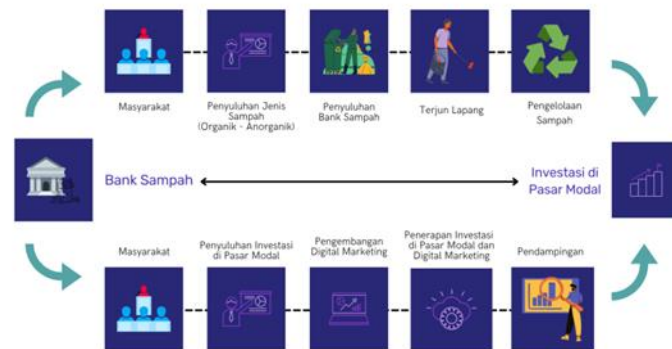 Masyarakat
Penyuluhan Jenis
Sampah
(Organik - Anorganik)
Penyuluhan
Bank Sampah
Terjun Lapang
Pengelolaan
Sampah
Bank Sampah
Investasi di
Pasar Modal
Masyarakat
Penyuluhan Investasi
di Pasar Modal
Pengembangan
Digital Marketing
Penerapan Investasi
di Pasar Modal dan
Digital Marketing
Pendampingan